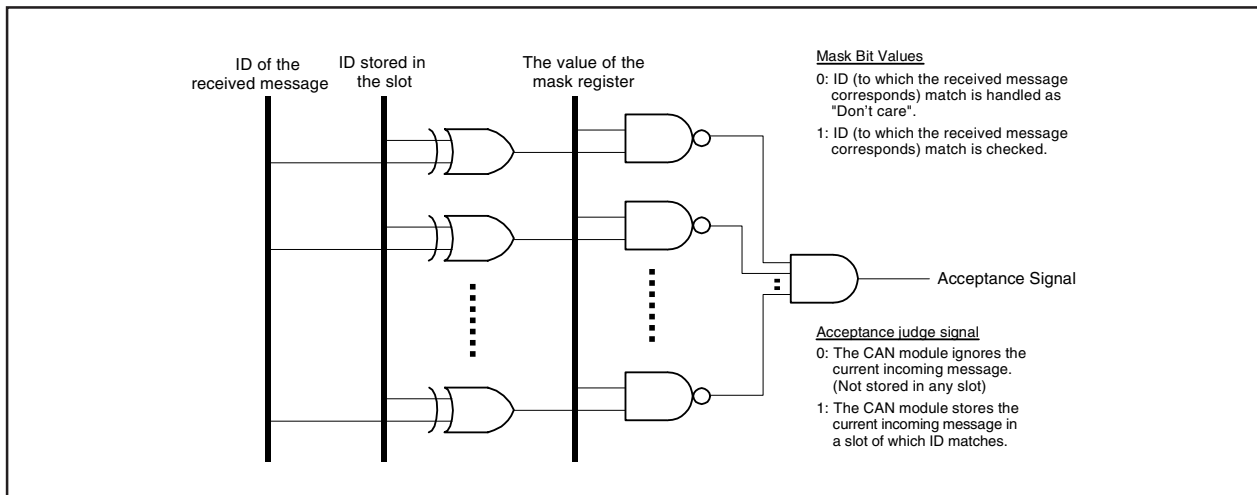 ID of the
received message
ID stored in
the slot
The value of the
mask register
Mask Bit Values
0: ID (to which the received message
corresponds) match is handled as
"Don't care".
1: ID (to which the received message
corresponds) match is checked.
Acceptance Signal
Acceptance judge signal
0: The CAN module ignores the
current incoming message.
(Not stored in any slot)
1: The CAN module stores the
current incoming message in
a slot of which ID matches.